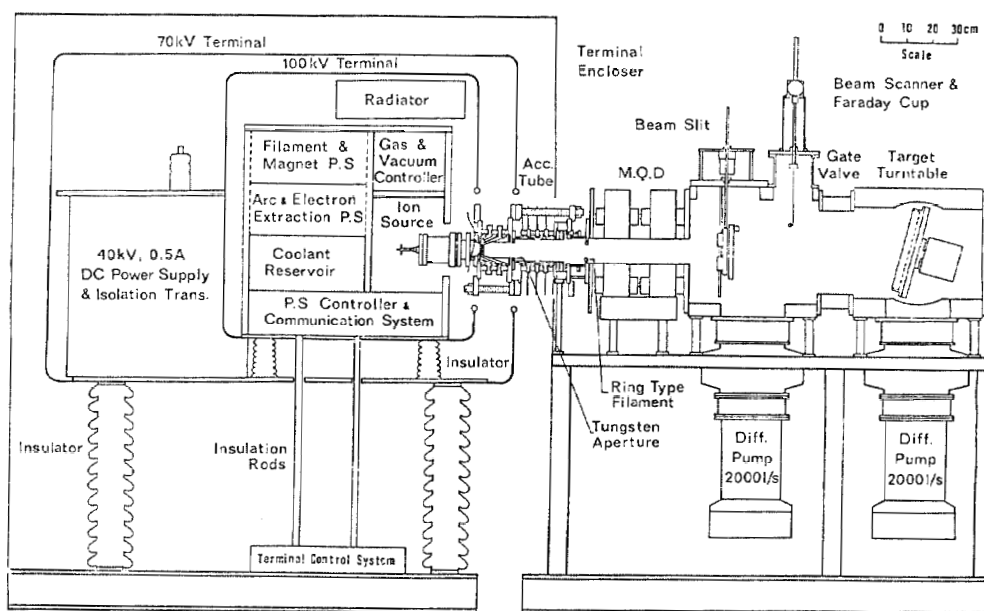 70kV Terminal
100kV Terminal
Radiator
Filament &
Magnet P.S
Gas &
Vacuum
Controller
Arc & Electron
Extraction P.S
Ion
Source
Coolant
Reservoir
P.S Controller &
Communication System
40kV, 0.5A
DC Power Supply
& Isolation Trans.
Insulator
Insulation
Rods
Insulator
Terminal Control System
Terminal
Encloser
Acc.
Tube
M.Q.D
Beam Slit
0 10 20 30cm
Scale
Beam Scanner &
Faraday Cup
Gate
Valve
Target
Turntable
Ring Type
Filament
Tungsten
Aperture
Diff.
Pump
2000l/s
Diff.
Pump
2000l/s